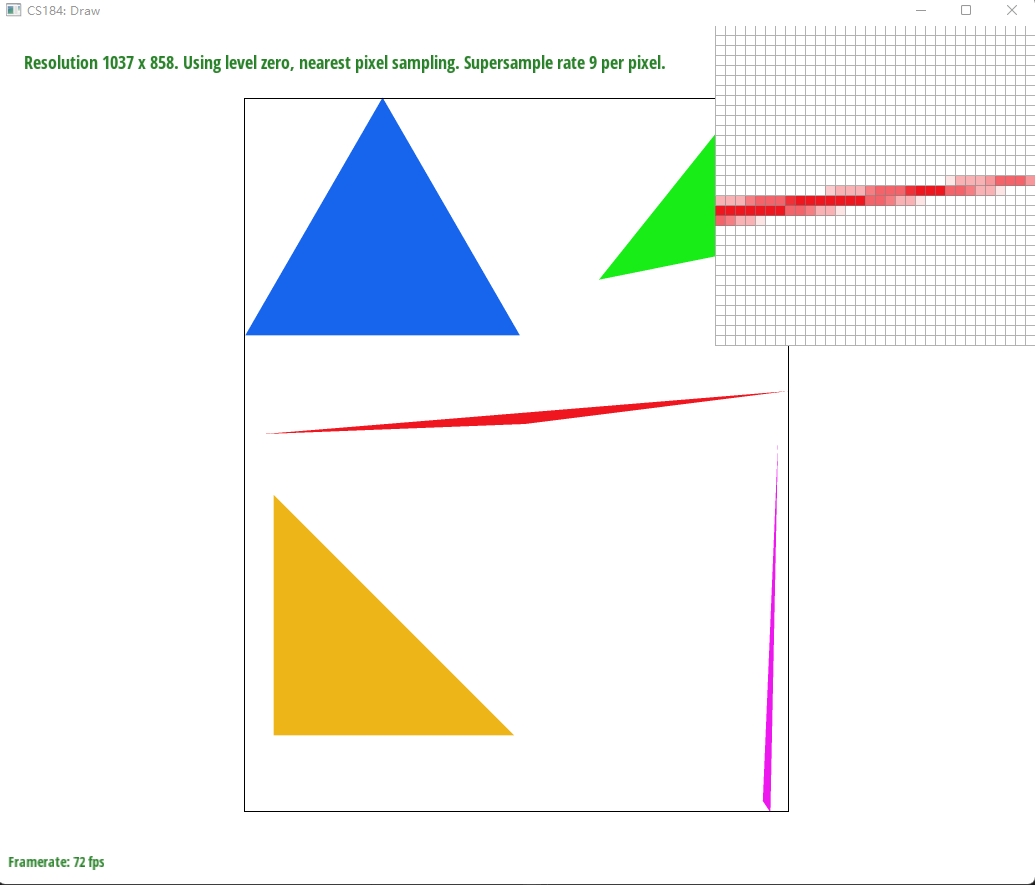 CS184: Draw
Resolution 1037 x 858. Using level zero, nearest pixel sampling. Supersample rate 9 per pixel.
Framerate: 72 fps